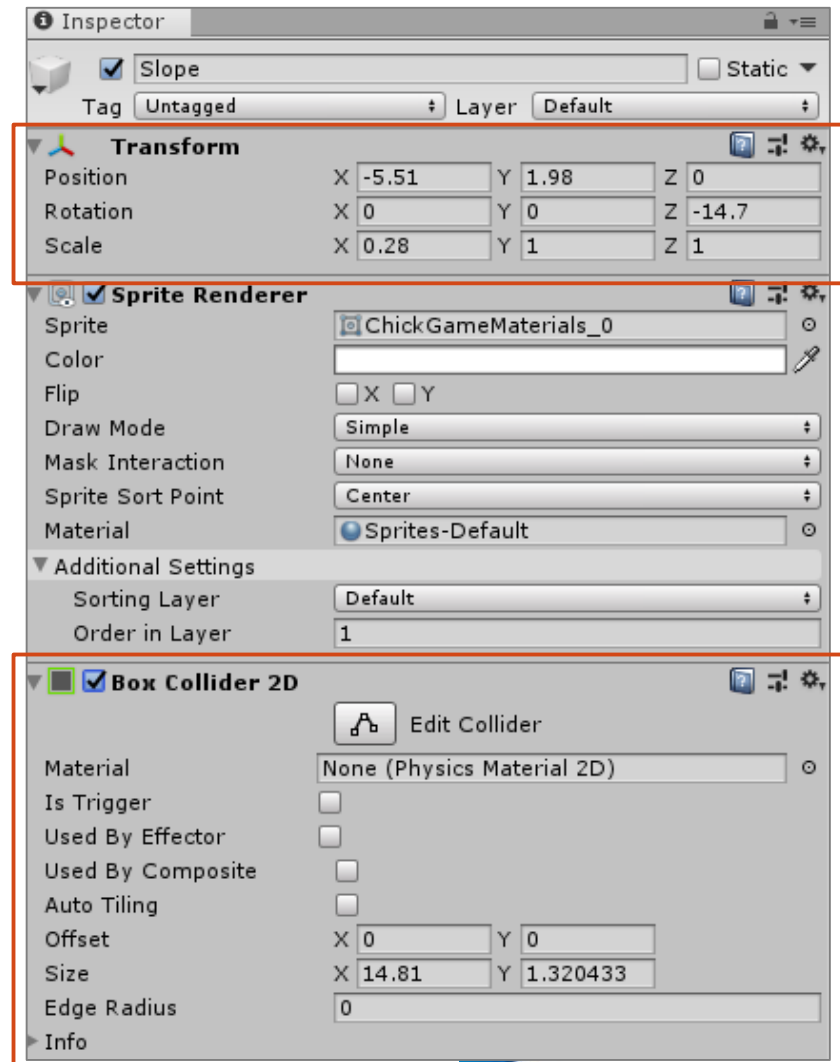 Inspector
Slope Static
Tag Untagged Layer Default
Transform
Position X -5.51 Y 1.98 Z 0
Rotation X 0 Y 0 Z -14.7
Scale X 0.28 Y 1 Z 1
Sprite Renderer
Sprite ChickGameMaterials_0
Color
Flip X Y
Draw Mode Simple
Mask Interaction None
Sprite Sort Point Center
Material Sprites-Default
Additional Settings
Sorting Layer Default
Order in Layer 1
Box Collider 2D
Edit Collider
Material None (Physics Material 2D)
Is Trigger
Used By Effector
Used By Composite
Auto Tiling
Offset X 0 Y 0
Size X 14.81 Y 1.320433
Edge Radius 0
Info